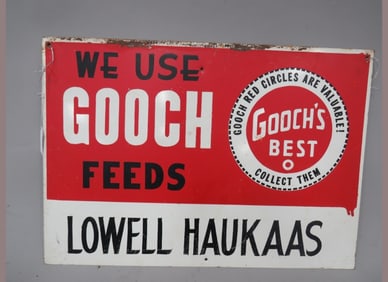 WE USE
GOOCH
FEEDS
GOOCH RED CIRCLES ARE VALUABLE!
GOOCH'S
BEST
COLLECT THEM
LOWELL HAUKAAS